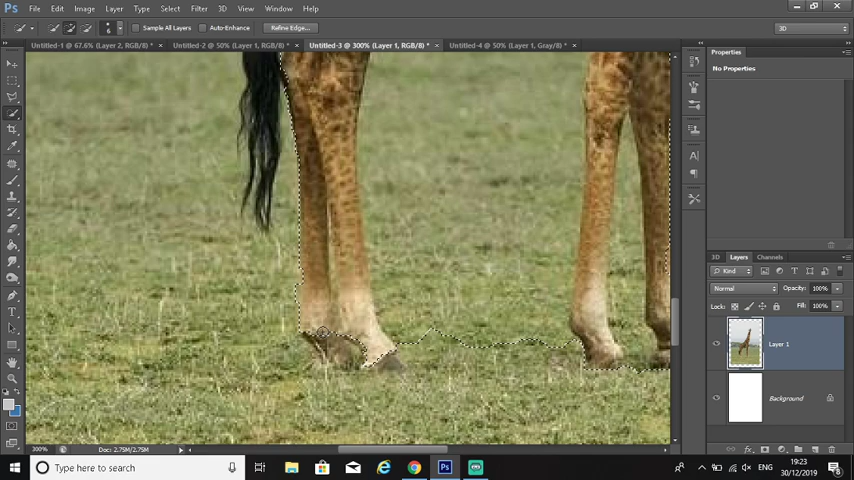 Ps File Edit Image Layer Type Select Filter 3D View Window Help
6 Sample All Layers Auto-Enhance Refine Edge... 3D
Untitled-1 @ 67.6% (Layer 2, RGB/8) * × Untitled-2 @ 50% (Layer 1, RGB/8) * × Untitled-3 @ 300% (Layer 1, RGB/8) * × Untitled-4 @ 50% (Layer 1, Gray/8) * ×
Properties
No Properties
3D Layers Channels
Kind
Normal Opacity: 100%
Lock: Fill: 100%
Layer 1
Background
300% Doc: 2.75M/2.75M
Type here to search
ENG 19:23 30/12/2019 8